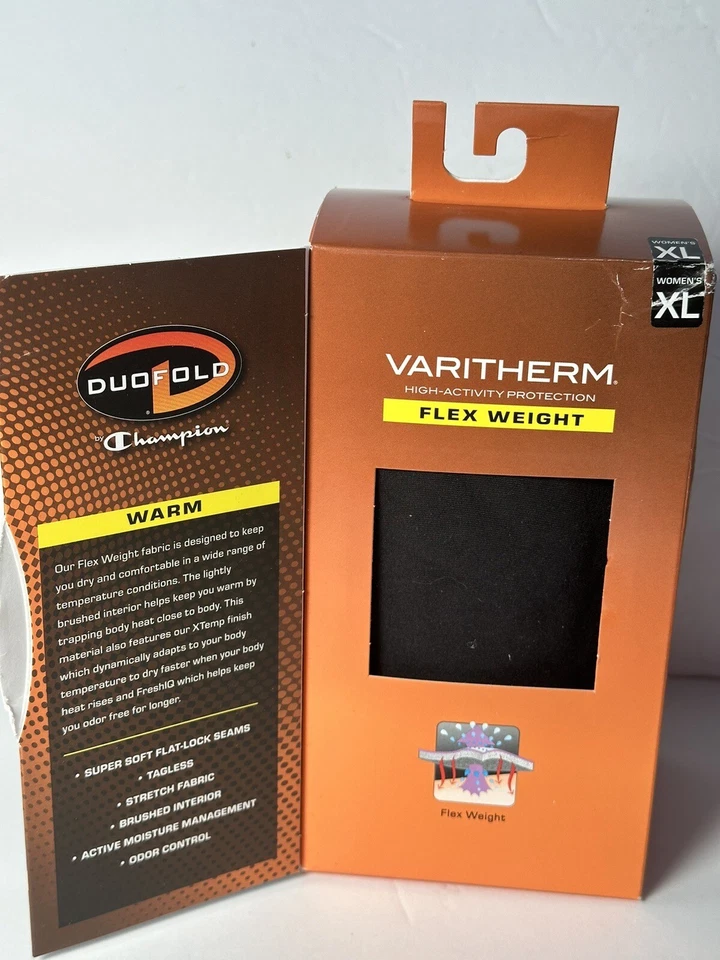 DUOFOLD
®
by Champion
WARM
Our Flex Weight fabric is designed to keep
you dry and comfortable in a wide range of
temperature conditions. The lightly
brushed interior helps keep you warm by
trapping body heat close to body. This
material also features our XTemp finish
which dynamically adapts to your body
temperature to dry faster when your body
heat rises and FreshIQ which helps keep
you odor free for longer.
• SUPER SOFT FLAT-LOCK SEAMS
• TAGLESS
• STRETCH FABRIC
• BRUSHED INTERIOR
• ACTIVE MOISTURE MANAGEMENT
• ODOR CONTROL
WOMEN'S
XL
WOMEN'S
XL
VARITHERM®
HIGH-ACTIVITY PROTECTION
FLEX WEIGHT
Flex Weight